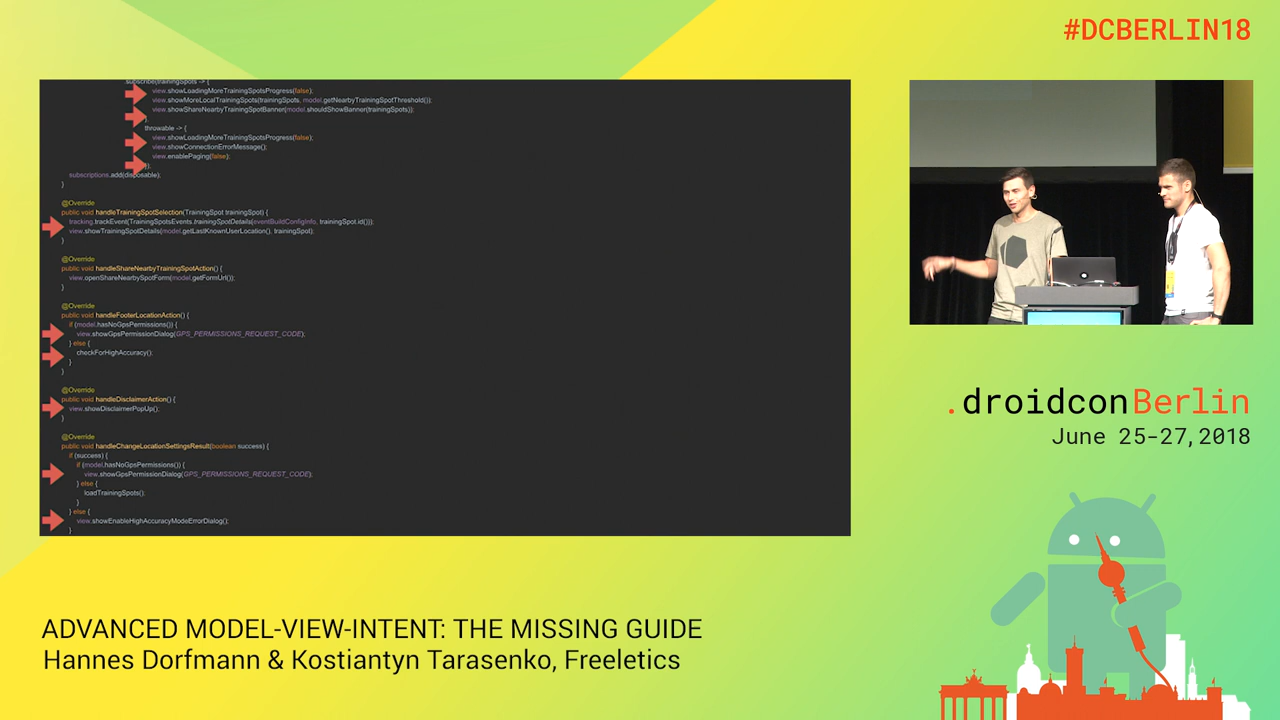 #DCBERLIN18
.subscribe(trainingSpots -> {
view.showLoadingMoreTrainingSpotsProgress(false);
view.showMoreLocalTrainingSpots(trainingSpots, model.getNearbyTrainingSpotThreshold());
view.showShareNearbyTrainingSpotBanner(model.shouldShowBanner(trainingSpots));
throwable -> {
view.showLoadingMoreTrainingSpotsProgress(false);
view.showConnectionErrorMessage();
view.enablePaging(false);
});
subscriptions.add(disposable);
}
@Override
public void handleTrainingSpotSelection(TrainingSpot trainingSpot) {
tracking.trackEvent(TrainingSpotsEvents.trainingSpotDetails(eventBuildConfigInfo, trainingSpot.id()));
view.showTrainingSpotDetails(model.getLastKnownUserLocation(), trainingSpot);
}
@Override
public void handleShareNearbyTrainingSpotAction() {
view.openShareNearbySpotForm(model.getFormUrl());
}
@Override
public void handleFooterLocationAction() {
if (model.hasNoGpsPermissions()) {
view.showGpsPermissionDialog(GPS_PERMISSIONS_REQUEST_CODE);
} else {
checkForHighAccuracy();
}
}
@Override
public void handleDisclaimerAction() {
view.showDisclaimerPopUp();
}
@Override
public void handleChangeLocationSettingsResult(boolean success) {
if (success) {
if (model.hasNoGpsPermissions()) {
view.showGpsPermissionDialog(GPS_PERMISSIONS_REQUEST_CODE);
} else {
loadTrainingSpots();
}
} else {
view.showEnableHighAccuracyModeErrorDialog();
}
.droidconBerlin
June 25-27, 2018
ADVANCED MODEL-VIEW-INTENT: THE MISSING GUIDE
Hannes Dorfmann & Kostiantyn Tarasenko, Freeletics